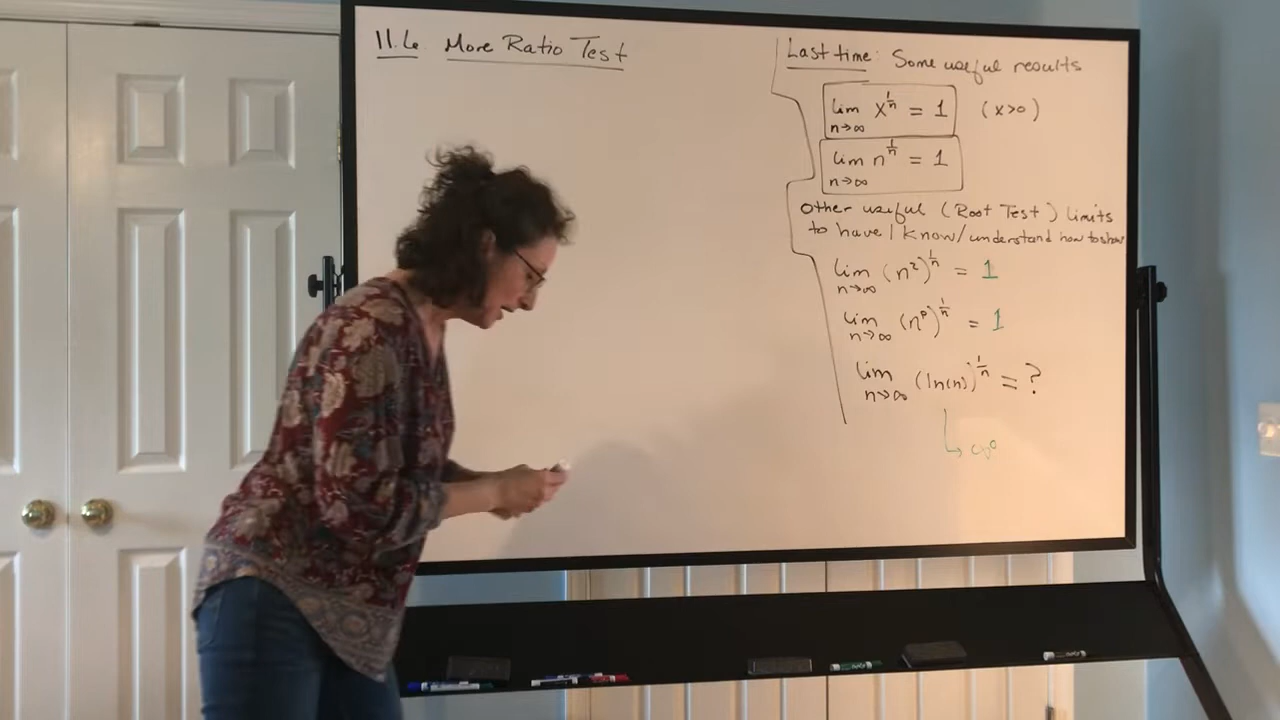 11.6 More Ratio Test
Last time: Some useful results
lim n→∞ x^(1/n) = 1 (x>0)
lim n→∞ n^(1/n) = 1
Other useful (Root Test) limits
to have/know/understand how to show
lim n→∞ (n²)^(1/n) = 1
lim n→∞ (n^p)^(1/n) = 1
lim n→∞ (ln(n))^(1/n) = ?
↳ ∞⁰